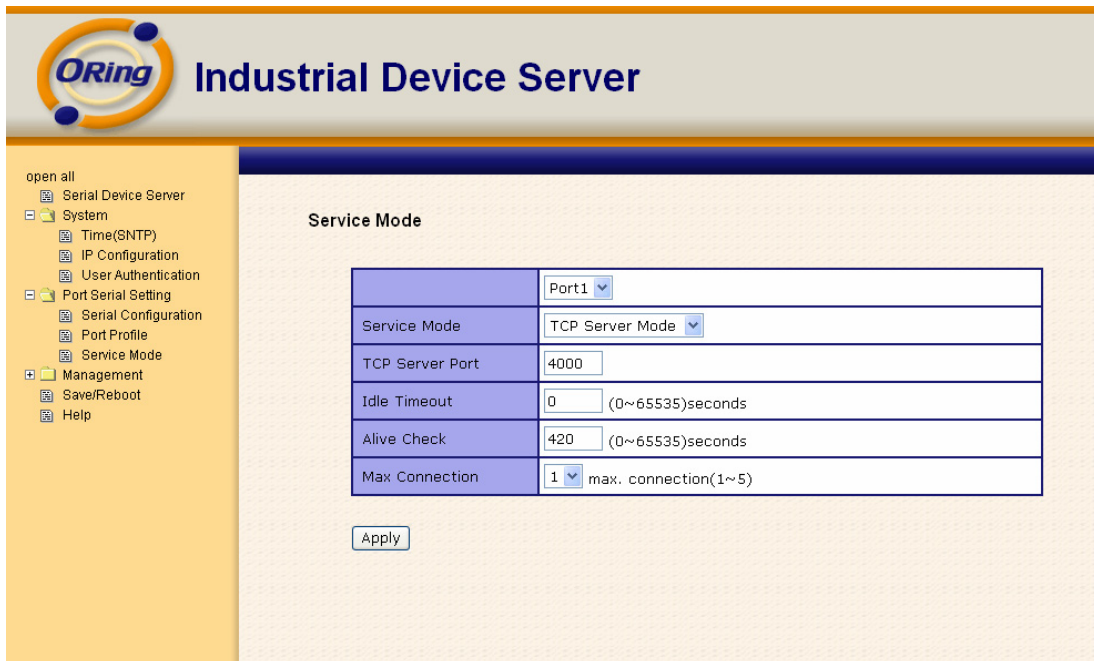 ORing
Industrial Device Server
open all
Serial Device Server
System
Time(SNTP)
IP Configuration
User Authentication
Port Serial Setting
Serial Configuration
Port Profile
Service Mode
Management
Save/Reboot
Help
Service Mode
Port1
Service Mode TCP Server Mode
TCP Server Port 4000
Idle Timeout 0 (0~65535)seconds
Alive Check 420 (0~65535)seconds
Max Connection 1 max. connection(1~5)
Apply